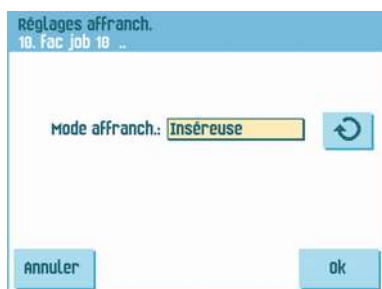 Réglages affranch.
10. Fac job 10 ..
Mode affranch.: Inséreuse
Annuler
Ok